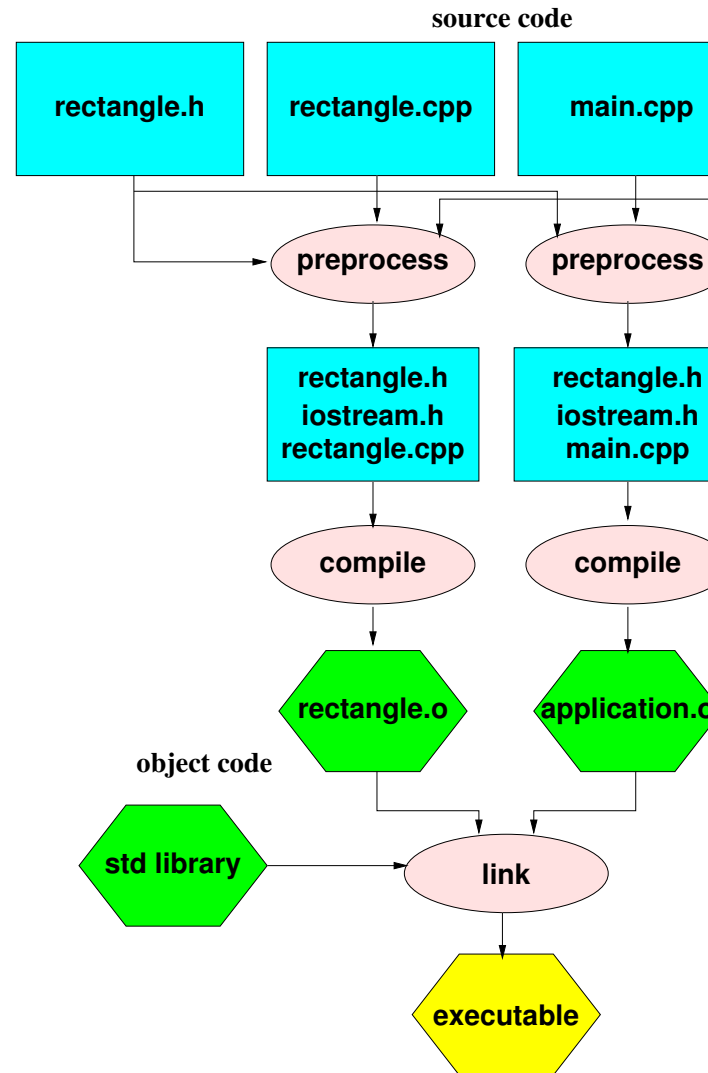 source code
rectangle.h
rectangle.cpp
main.cpp
preprocess
preprocess
rectangle.h
iostream.h
rectangle.cpp
rectangle.h
iostream.h
main.cpp
compile
compile
rectangle.o
application.o
object code
std library
link
executable